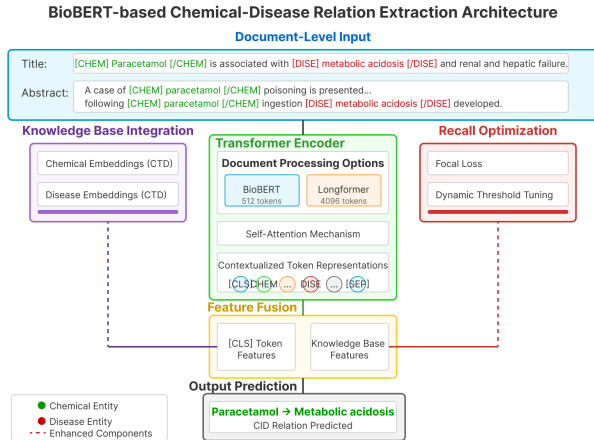 BioBERT-based Chemical-Disease Relation Extraction Architecture
Document-Level Input
Title: [CHEM] Paracetamol [/CHEM] is associated with [DISE] metabolic acidosis [/DISE] and renal and hepatic failure.
Abstract: A case of [CHEM] paracetamol [/CHEM] poisoning is presented...
following [CHEM] paracetamol [/CHEM] ingestion [DISE] metabolic acidosis [/DISE] developed.
Knowledge Base Integration
Chemical Embeddings (CTD)
Disease Embeddings (CTD)
Transformer Encoder
Document Processing Options
BioBERT
512 tokens
Longformer
4096 tokens
Self-Attention Mechanism
Contextualized Token Representations
[CLS] CHEM ... DISE ... [SEP]
Recall Optimization
Focal Loss
Dynamic Threshold Tuning
Feature Fusion
[CLS] Token
Features
Knowledge Base
Features
Output Prediction
Paracetamol → Metabolic acidosis
CID Relation Predicted
Chemical Entity
Disease Entity
Enhanced Components